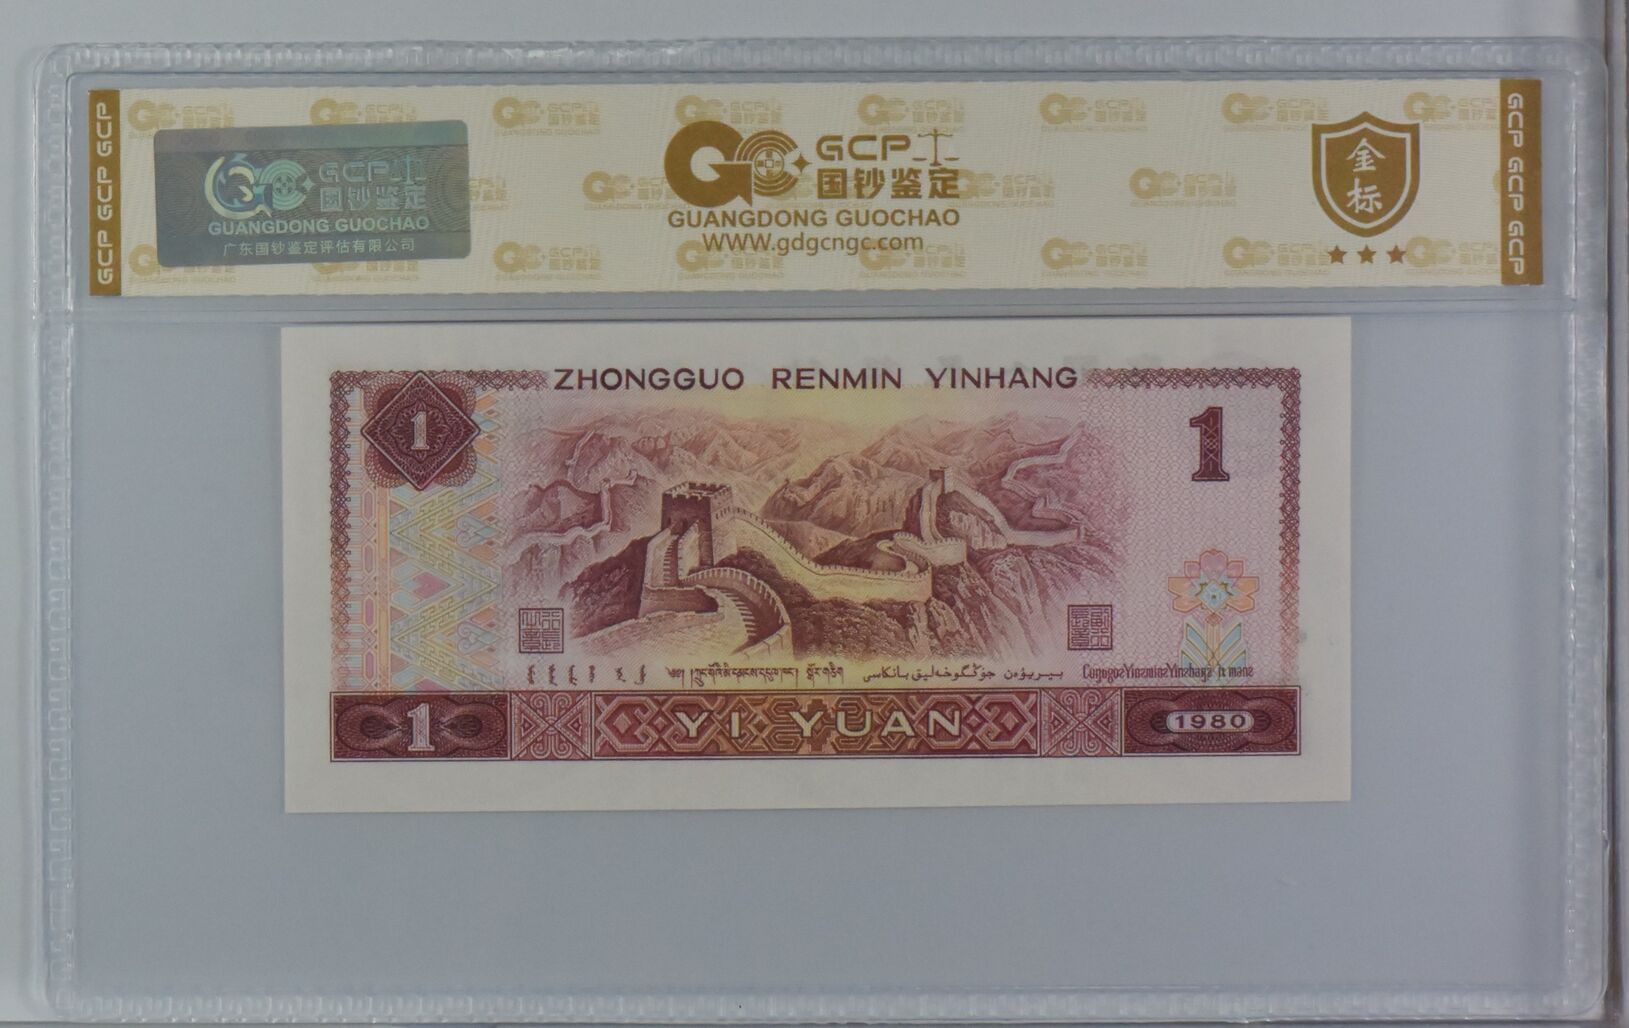 GCP GCP GCP
GCP
国钞鉴定
GUANGDONG GUOCHAO
广东国钞鉴定评估有限公司
GCP
国钞鉴定
GUANGDONG GUOCHAO
WWW.gdgcngc.com
金
标
GCP GCP GCP
ZHONGGUO RENMIN YINHANG
1
1
1
YI YUAN
1980